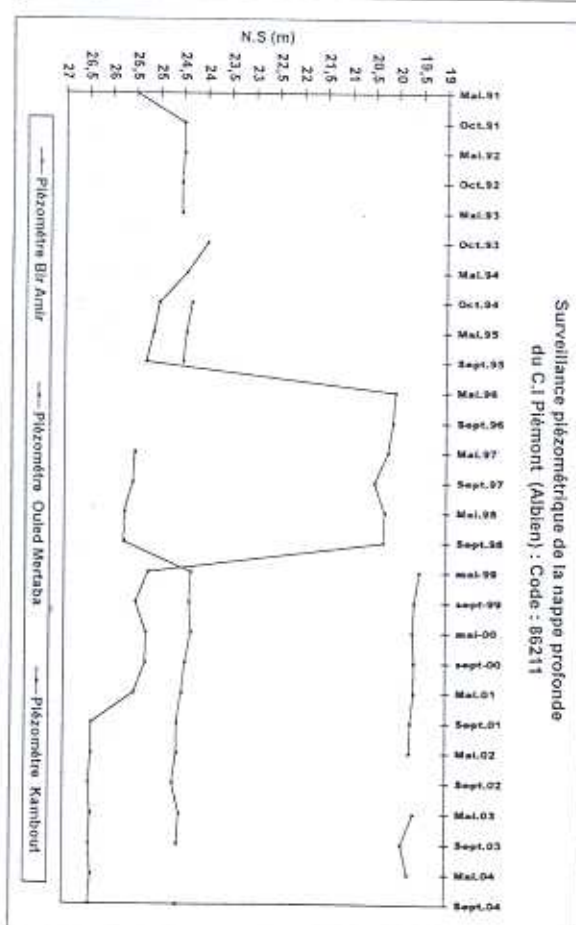 Surveillance piézométrique de la nappe profonde
du C.I Piémont (Albien) : Code : 86211
N.S (m)
19
19,5
20
20,5
21
21,5
22
22,5
23
23,5
24
24,5
25
25,5
26
26,5
27
Mai.91
Oct.91
Mai.92
Oct.92
Mai.93
Oct.93
Mai.94
Oct.94
Mai.95
Sept.95
Mai.96
Sept.96
Mai.97
Sept.97
Mai.98
Sept.98
mai-99
sept-99
mai-00
sept-00
Mai.01
Sept.01
Mai.02
Sept.02
Mai.03
Sept.03
Mai.04
Sept.04
Piézométre Bir Amir
Piézométre Ouled Mertaba
Piézométre Kambout